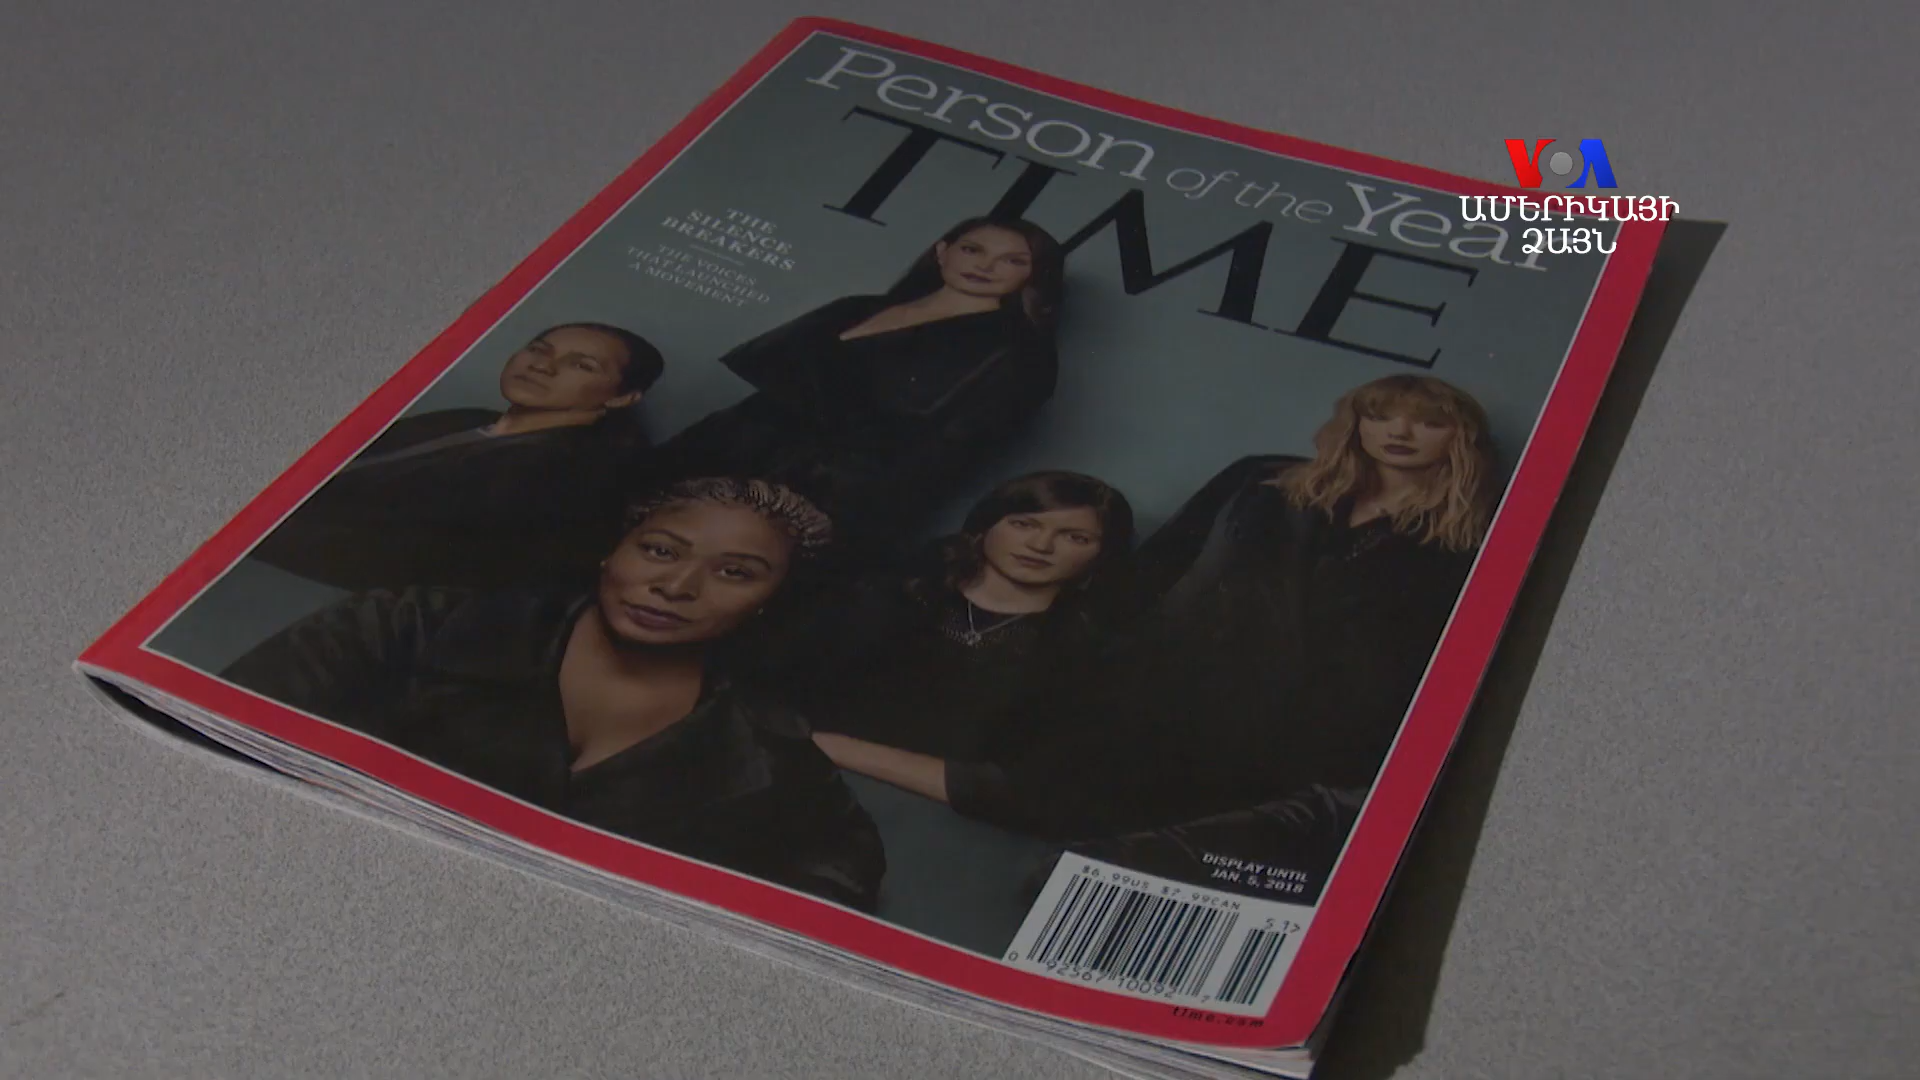 Person of the Year
TIME
THE
SILENCE
BREAKERS
THE VOICES
THAT LAUNCHED
A MOVEMENT
VOA
ԱՄԵՐԻԿԱՅԻ
ՁԱՅՆ
DISPLAY UNTIL
JAN. 5, 2018
$6.99US $7.99CAN
51>
0 92567 10092 7
time.com